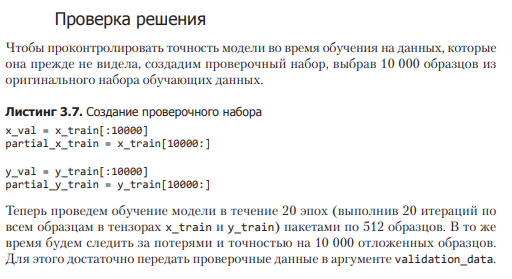 Проверка решения
Чтобы проконтролировать точность модели во время обучения на данных, которые
она прежде не видела, создадим проверочный набор, выбрав 10 000 образцов из
оригинального набора обучающих данных.
Листинг 3.7. Создание проверочного набора
x_val = x_train[:10000]
partial_x_train = x_train[10000:]
y_val = y_train[:10000]
partial_y_train = y_train[10000:]
Теперь проведем обучение модели в течение 20 эпох (выполнив 20 итераций по
всем образцам в тензорах x_train и y_train) пакетами по 512 образцов. В то же
время будем следить за потерями и точностью на 10 000 отложенных образцов.
Для этого достаточно передать проверочные данные в аргументе validation_data.